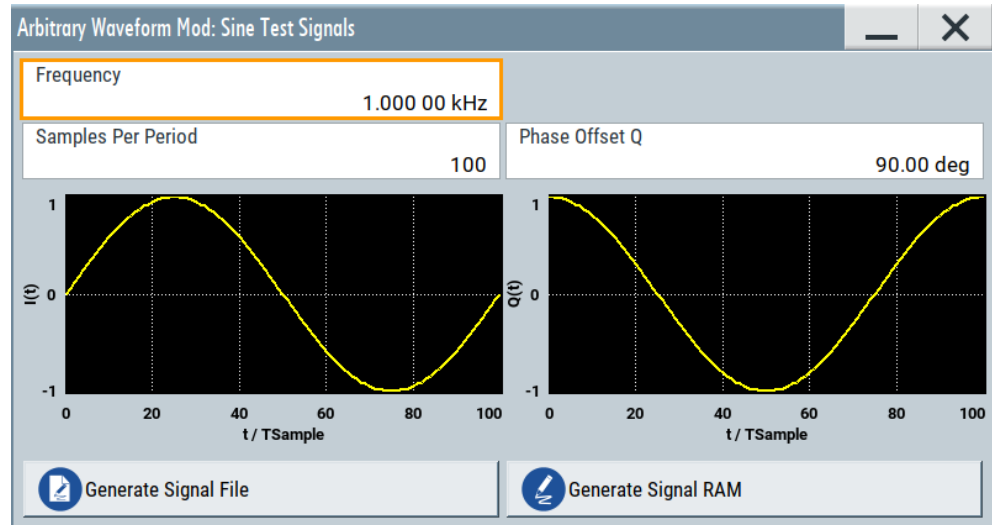 Arbitrary Waveform Mod: Sine Test Signals
Frequency
1.000 00 kHz
Samples Per Period
100
Phase Offset Q
90.00 deg
I(t)
1
0
-1
0 20 40 60 80 100
t / TSample
Q(t)
1
0
-1
0 20 40 60 80 100
t / TSample
Generate Signal File
Generate Signal RAM